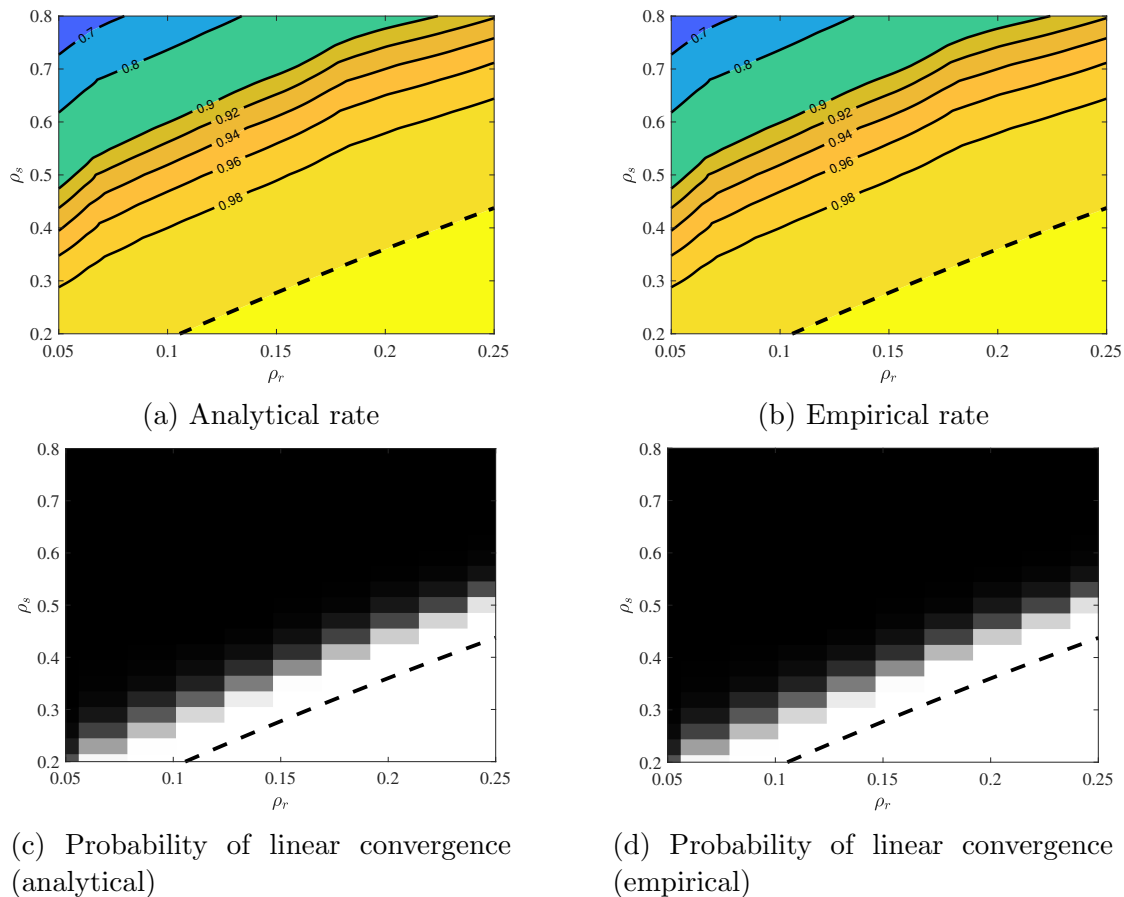 0.8
0.7
0.6
0.5
0.4
0.3
0.2
ρs
0.7
0.8
0.9
0.92
0.94
0.96
0.98
0.05 0.1 0.15 0.2 0.25
ρr
(a) Analytical rate
0.8
0.7
0.6
0.5
0.4
0.3
0.2
ρs
0.7
0.8
0.9
0.92
0.94
0.96
0.98
0.05 0.1 0.15 0.2 0.25
ρr
(b) Empirical rate
0.8
0.7
0.6
0.5
0.4
0.3
0.2
ρs
0.05 0.1 0.15 0.2 0.25
ρr
(c) Probability of linear convergence
(analytical)
0.8
0.7
0.6
0.5
0.4
0.3
0.2
ρs
0.05 0.1 0.15 0.2 0.25
ρr
(d) Probability of linear convergence
(empirical)